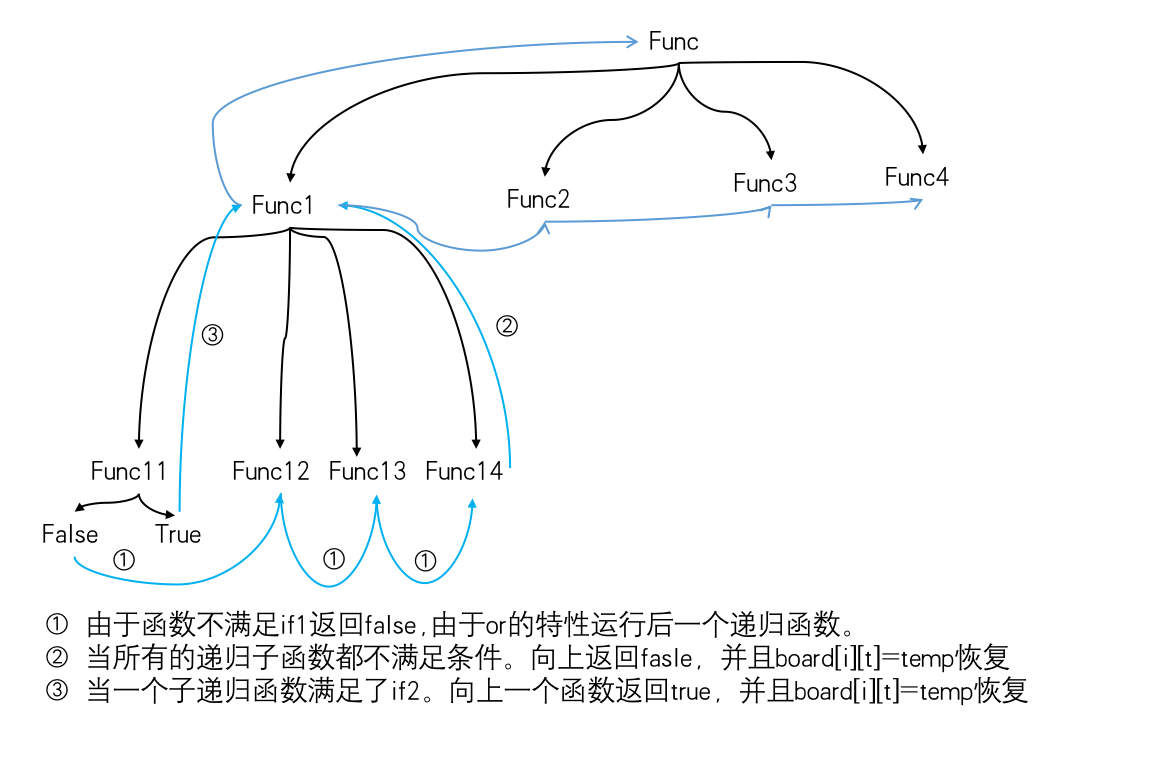 Func
Func1
Func2
Func3
Func4
③
②
Func11
Func12
Func13
Func14
False
True
①
①
①
① 由于函数不满足if1返回false,由于or的特性运行后一个递归函数。
② 当所有的递归子函数都不满足条件。向上返回fasle, 并且board[i][t]=temp恢复
③ 当一个子递归函数满足了if2。向上一个函数返回true, 并且board[i][t]=temp恢复